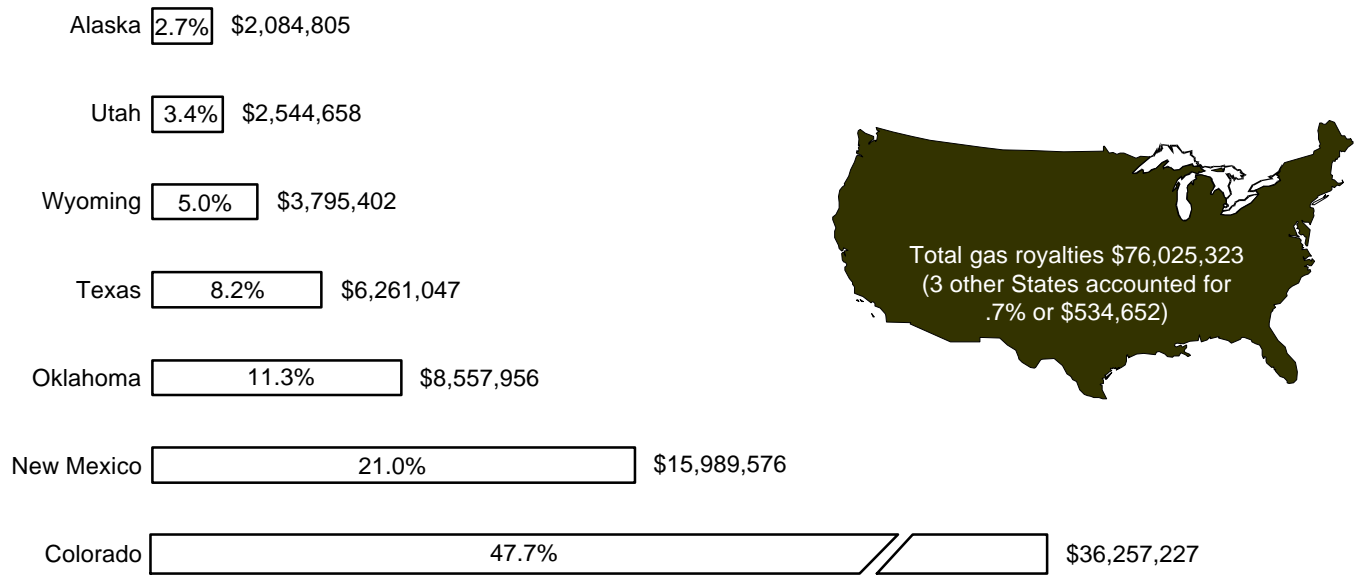 Alaska 2.7% $2,084,805
Utah 3.4% $2,544,658
Wyoming 5.0% $3,795,402
Texas 8.2% $6,261,047
Oklahoma 11.3% $8,557,956
New Mexico 21.0% $15,989,576
Colorado 47.7% $36,257,227
Total gas royalties $76,025,323
(3 other States accounted for
.7% or $534,652)